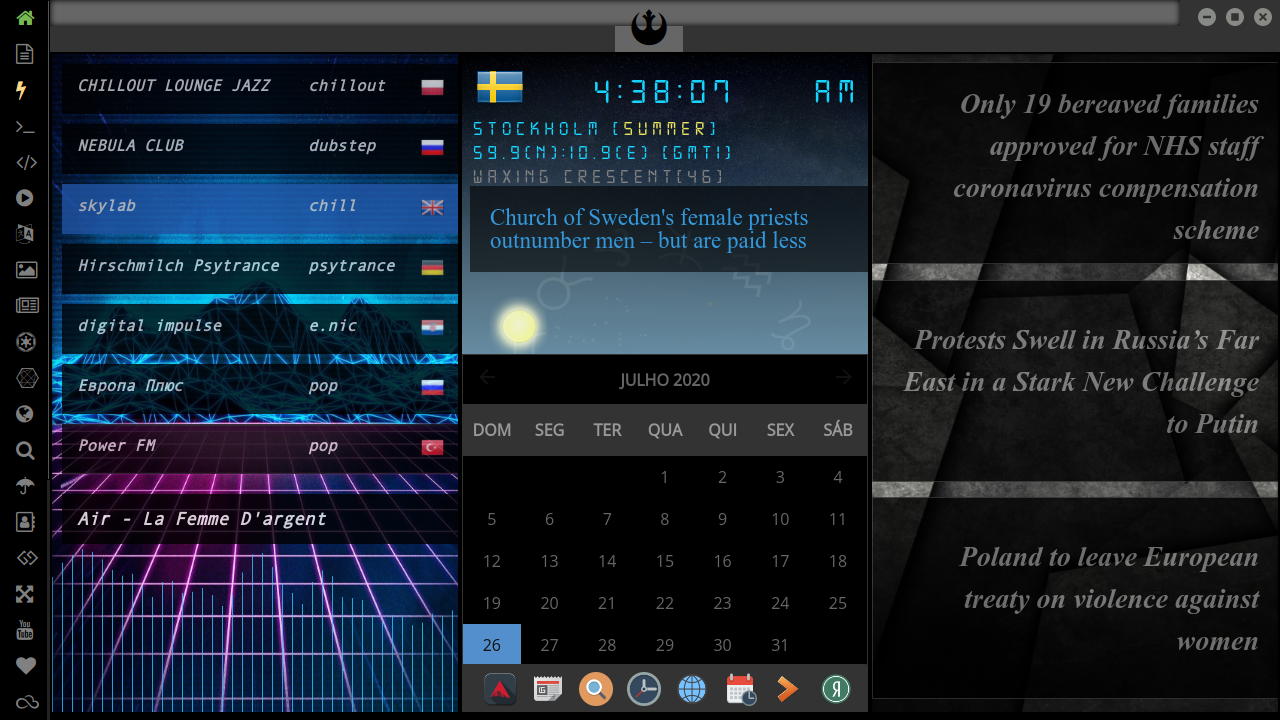 CHILLOUT LOUNGE JAZZ chillout
NEBULA CLUB dubstep
skylab chill
Hirschmilch Psytrance psytrance
digital impulse e.nic
Европа Плюс pop
Power FM pop
Air - La Femme D'argent
4:38:07 AM
STOCKHOLM [SUMMER]
59.9(N):10.9(E) [GMT1]
WAXING CRESCENT[46]
Church of Sweden's female priests
outnumber men – but are paid less
JULHO 2020
DOM SEG TER QUA QUI SEX SÁB
1 2 3 4
5 6 7 8 9 10 11
12 13 14 15 16 17 18
19 20 21 22 23 24 25
26 27 28 29 30 31
Only 19 bereaved families
approved for NHS staff
coronavirus compensation
scheme
Protests Swell in Russia’s Far
East in a Stark New Challenge
to Putin
Poland to leave European
treaty on violence against
women
You
Tube
Я